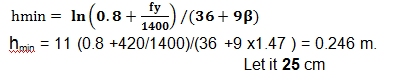 hmin = ln(0.8 + fy/1400)/(36 + 9β)
hmin = 11 (0.8 +420/1400)/(36 +9 x1.47 ) = 0.246 m.
Let it 25 cm